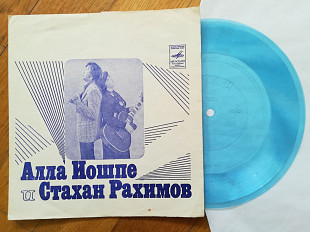 Алла Иошпе
и Стахан Рахимов